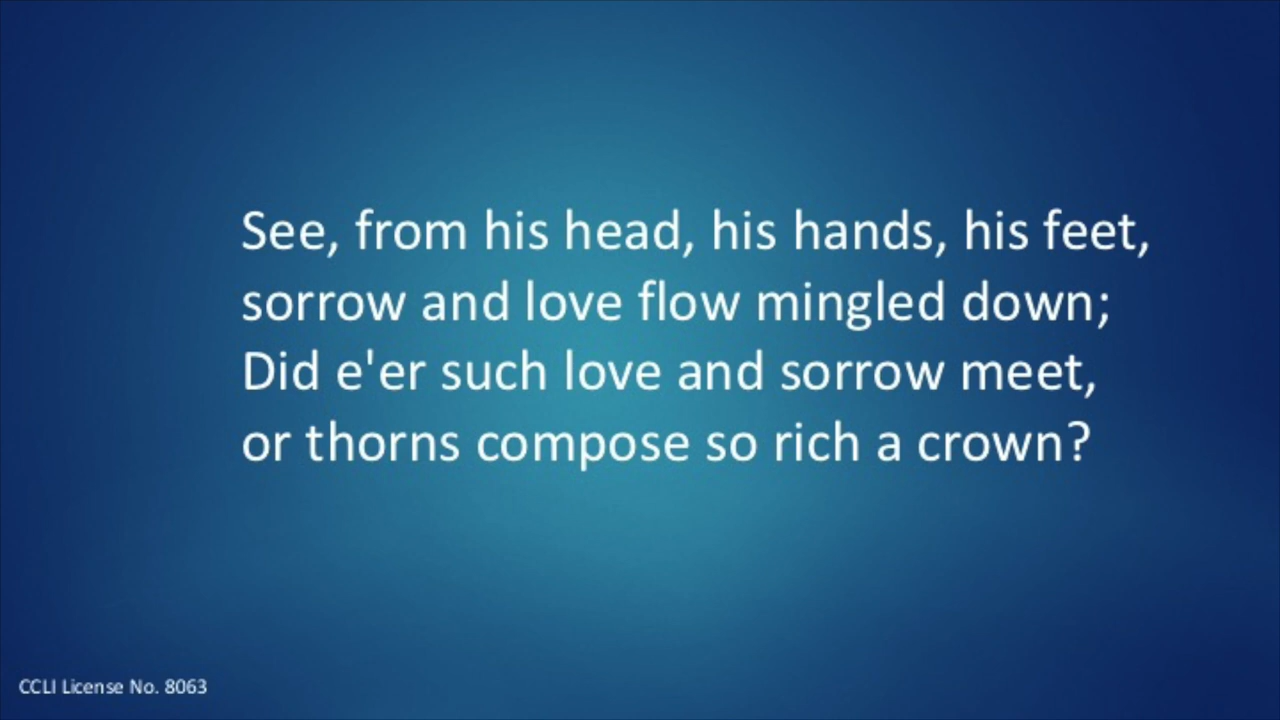 See, from his head, his hands, his feet,
sorrow and love flow mingled down;
Did e'er such love and sorrow meet,
or thorns compose so rich a crown?
CCLI License No. 8063